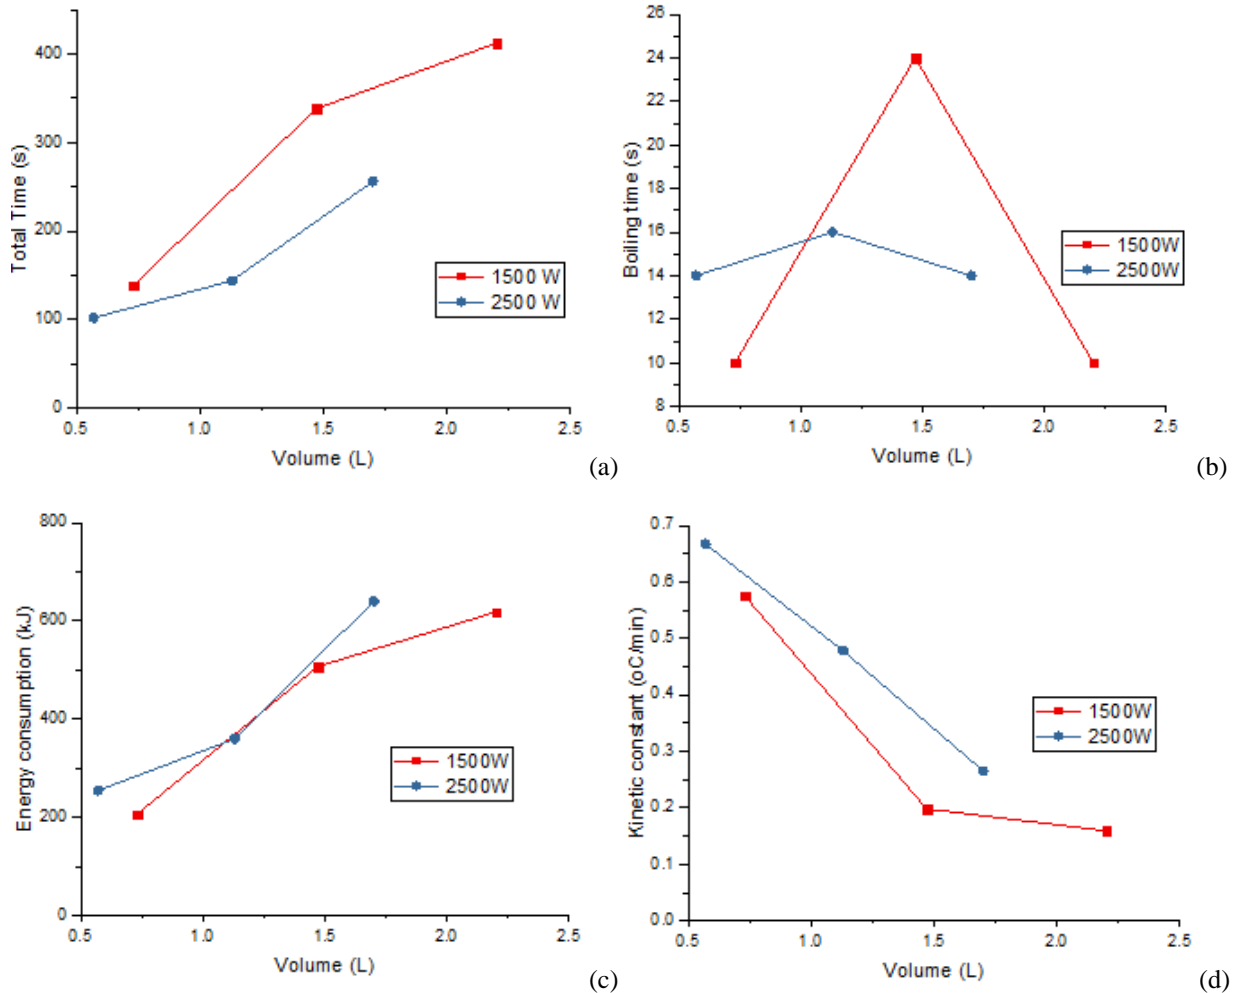 400
300
200
100
0
Total Time (s)
0.5 1.0 1.5 2.0 2.5
Volume (L)
1500 W
2500 W
(a)
26
24
22
20
18
16
14
12
10
8
Boiling time (s)
0.5 1.0 1.5 2.0 2.5
Volume (L)
1500W
2500W
(b)
800
600
400
200
0
Energy consumption (kJ)
0.5 1.0 1.5 2.0 2.5
Volume (L)
1500W
2500W
(c)
0.7
0.6
0.5
0.4
0.3
0.2
0.1
0.0
Kinetic constant (oC/min)
0.5 1.0 1.5 2.0 2.5
Volume (L)
1500W
2500W
(d)